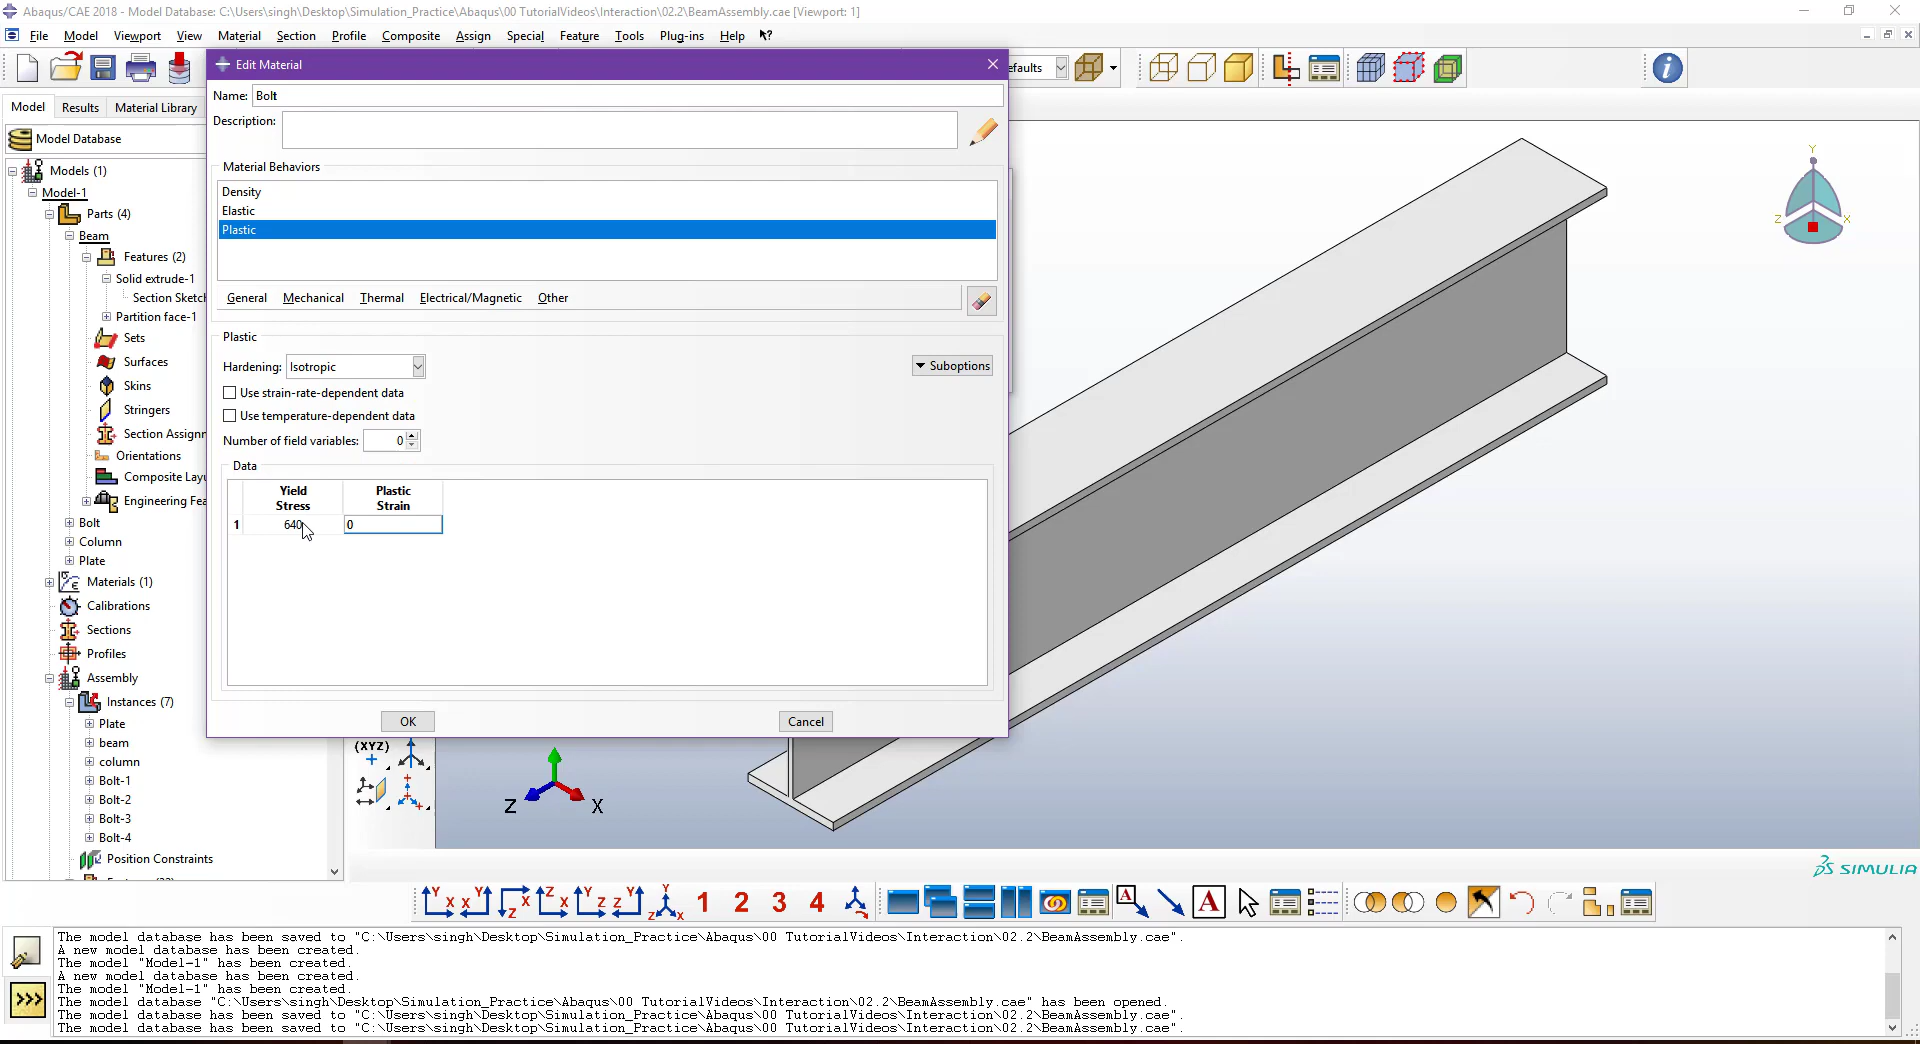 Abaqus/CAE 2018 - Model Database: C:\Users\singh\Desktop\Simulation_Practice\Abaqus\00 TutorialVideos\Interaction\02.2\BeamAssembly.cae [Viewport: 1]
File Model Viewport View Material Section Profile Composite Assign Special Feature Tools Plug-ins Help
Edit Material
efaults
Model Results Material Library
Name: Bolt
Description:
Model Database
Models (1)
Model-1
Parts (4)
Beam
Features (2)
Solid extrude-1
Section Sketch
Partition face-1
Sets
Surfaces
Skins
Stringers
Section Assignm
Orientations
Composite Layu
Engineering Fea
Bolt
Column
Plate
Materials (1)
Calibrations
Sections
Profiles
Assembly
Instances (7)
Plate
beam
column
Bolt-1
Bolt-2
Bolt-3
Bolt-4
Position Constraints
Material Behaviors
Density
Elastic
Plastic
General Mechanical Thermal Electrical/Magnetic Other
Plastic
Hardening: Isotropic
Suboptions
Use strain-rate-dependent data
Use temperature-dependent data
Number of field variables: 0
Data
Yield Stress Plastic Strain
1 640 0
OK Cancel
(XYZ)
Y
Z X
Z X
SIMULIA
1 2 3 4
The model database has been saved to "C:\Users\singh\Desktop\Simulation_Practice\Abaqus\00 TutorialVideos\Interaction\02.2\BeamAssembly.cae".
A new model database has been created.
The model "Model-1" has been created.
A new model database has been created.
The model "Model-1" has been created.
The model database "C:\Users\singh\Desktop\Simulation_Practice\Abaqus\00 TutorialVideos\Interaction\02.2\BeamAssembly.cae" has been opened.
The model database has been saved to "C:\Users\singh\Desktop\Simulation_Practice\Abaqus\00 TutorialVideos\Interaction\02.2\BeamAssembly.cae".
The model database has been saved to "C:\Users\singh\Desktop\Simulation_Practice\Abaqus\00 TutorialVideos\Interaction\02.2\BeamAssembly.cae".